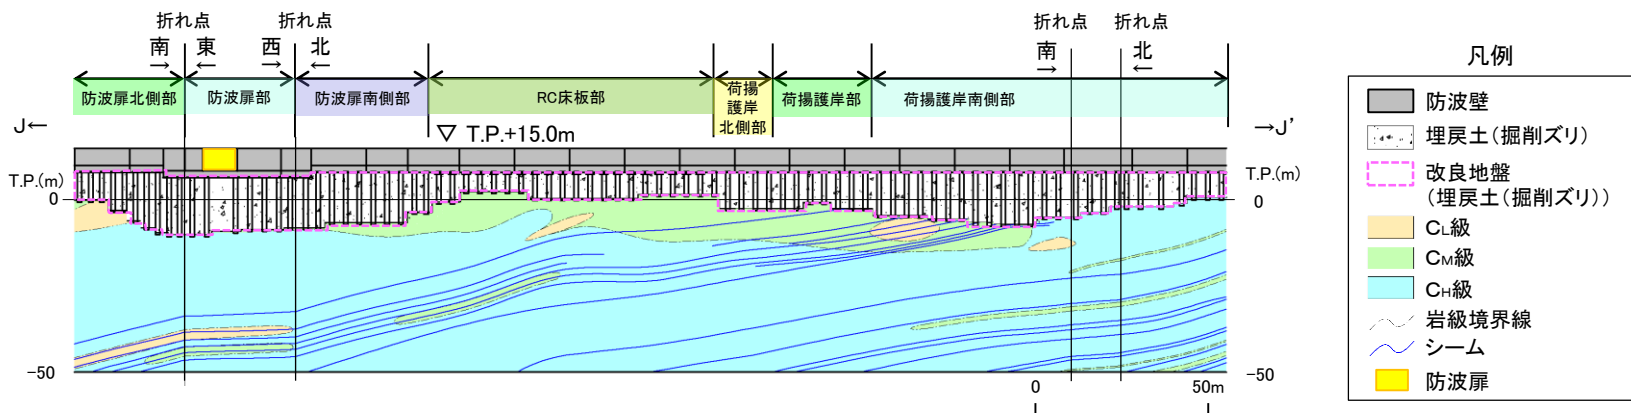 折れ点 折れ点 折れ点 折れ点
南 東 西 北 南 北
→ ← → ← → ←
防波扉北側部 防波扉部 防波扉南側部 RC床板部 荷揚護岸北側部 荷揚護岸部 荷揚護岸南側部
J← ▽ T.P.+15.0m →J’
T.P.(m) T.P.(m)
0 0
-50 -50
0 50m
凡例
防波壁
埋戻土(掘削ズリ)
改良地盤
(埋戻土(掘削ズリ))
CL級
CM級
CH級
岩級境界線
シーム
防波扉